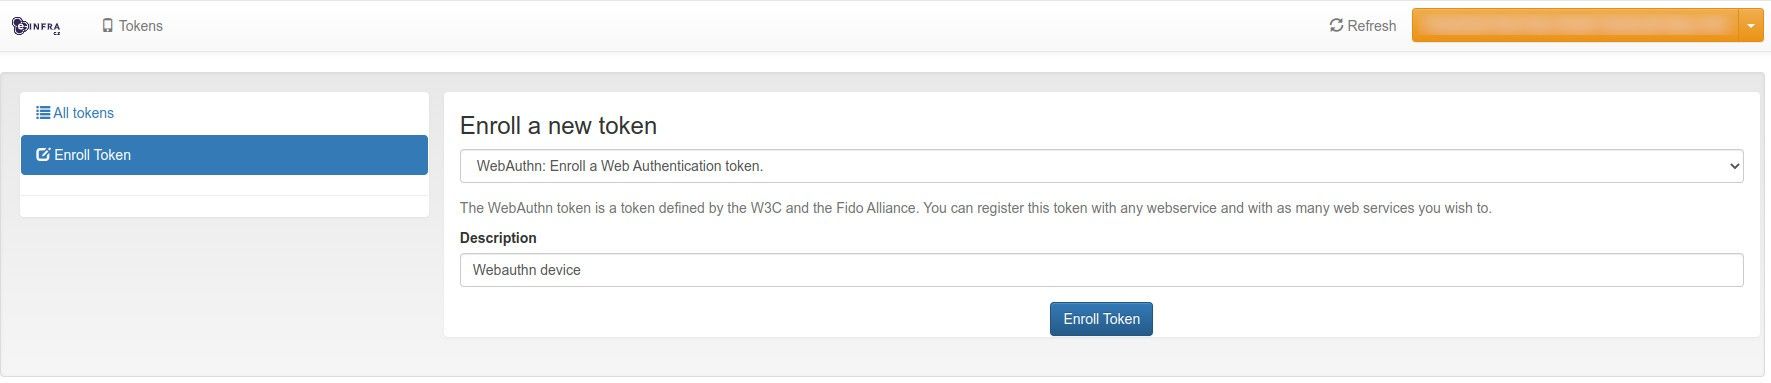 e INFRA
CZ
Tokens
Refresh
All tokens
Enroll Token
Enroll a new token
WebAuthn: Enroll a Web Authentication token.
The WebAuthn token is a token defined by the W3C and the Fido Alliance. You can register this token with any webservice and with as many web services you wish to.
Description
Webauthn device
Enroll Token